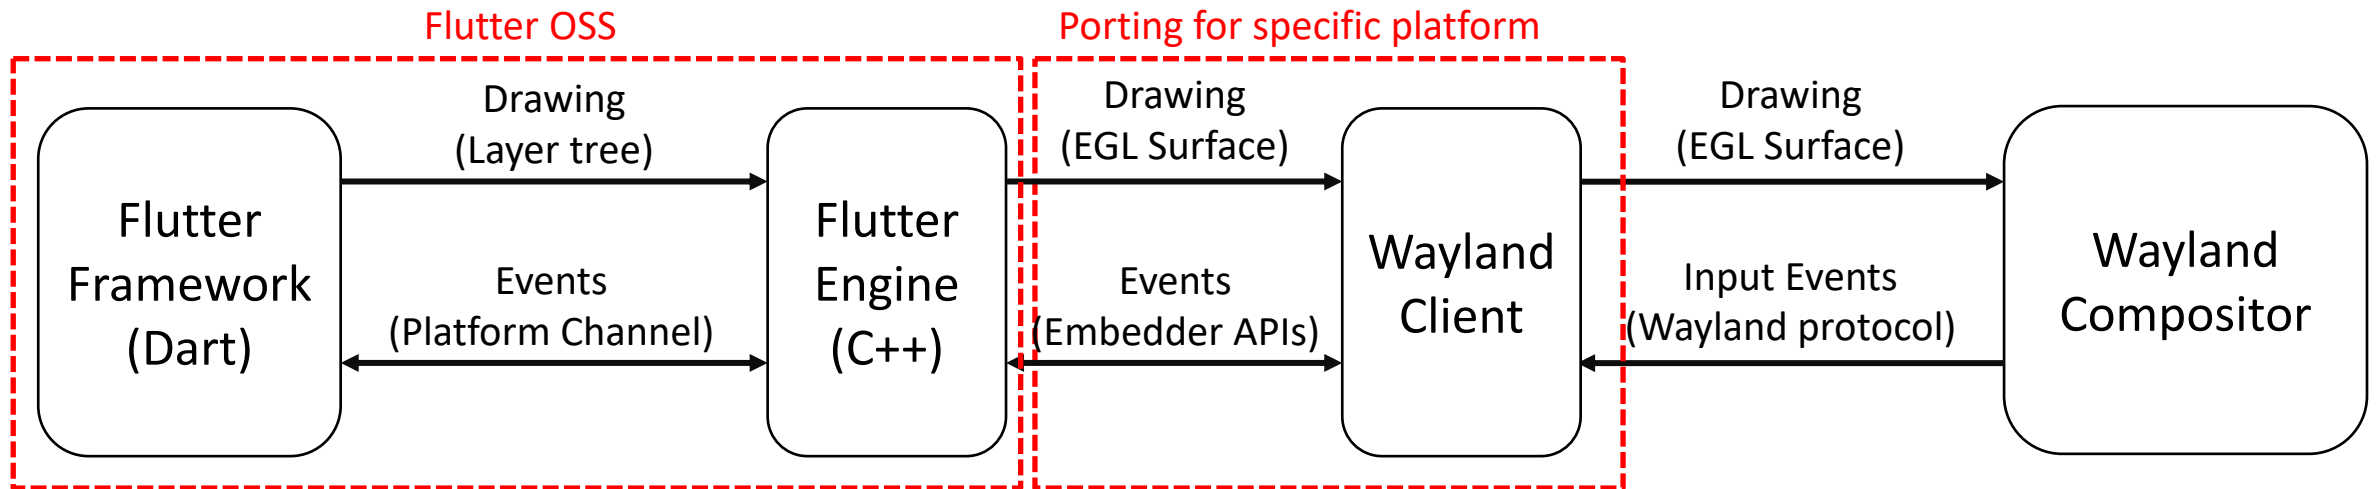 Flutter OSS
Porting for specific platform
Drawing
(Layer tree)
Drawing
(EGL Surface)
Drawing
(EGL Surface)
Flutter
Framework
(Dart)
Events
(Platform Channel)
Flutter
Engine
(C++)
Events
(Embedder APIs)
Wayland
Client
Input Events
(Wayland protocol)
Wayland
Compositor